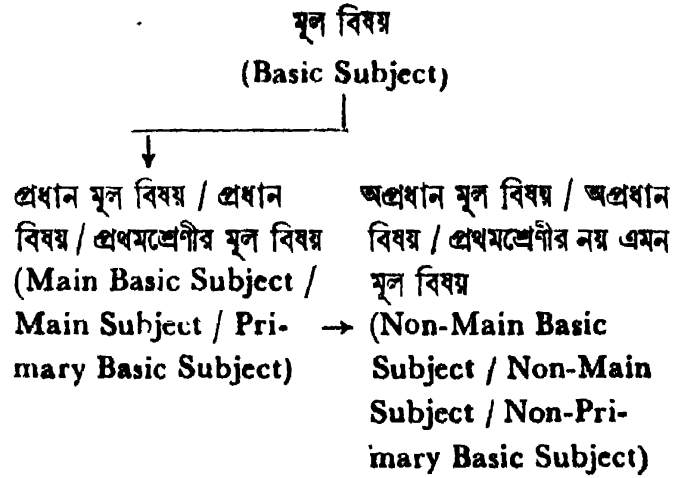 মূল বিষয়
(Basic Subject)
প্রধান মূল বিষয় / প্রধান
বিষয় / প্রথমশ্রেণীর মূল বিষয়
(Main Basic Subject /
Main Subject / Pri-
mary Basic Subject)
→
অপ্রধান মূল বিষয় / অপ্রধান
বিষয় / প্রথমশ্রেণীর নয় এমন
মূল বিষয়
(Non-Main Basic
Subject / Non-Main
Subject / Non-Pri-
mary Basic Subject)